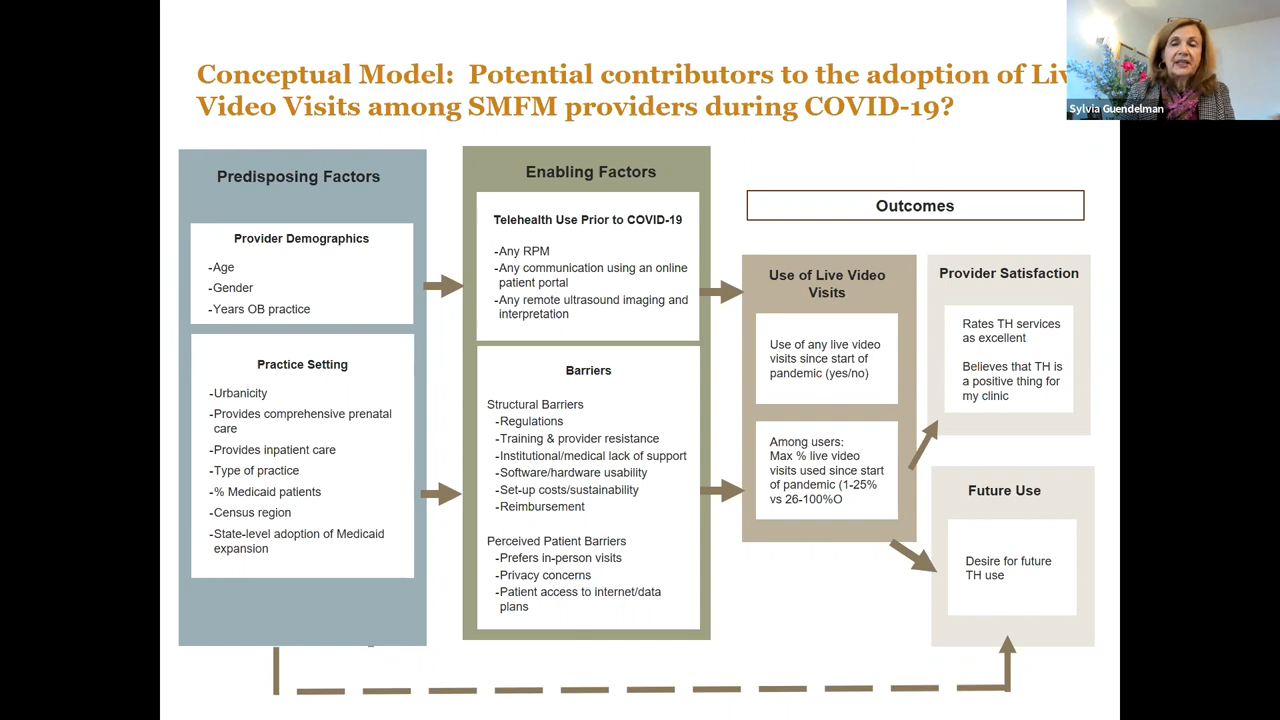 Conceptual Model: Potential contributors to the adoption of Liv
Video Visits among SMFM providers during COVID-19?
Sylvia Guendelman
Predisposing Factors
Provider Demographics
-Age
-Gender
-Years OB practice
Practice Setting
-Urbanicity
-Provides comprehensive prenatal
care
-Provides inpatient care
-Type of practice
-% Medicaid patients
-Census region
-State-level adoption of Medicaid
expansion
Enabling Factors
Telehealth Use Prior to COVID-19
-Any RPM
-Any communication using an online
patient portal
-Any remote ultrasound imaging and
interpretation
Barriers
Structural Barriers
-Regulations
-Training & provider resistance
-Institutional/medical lack of support
-Software/hardware usability
-Set-up costs/sustainability
-Reimbursement
Perceived Patient Barriers
-Prefers in-person visits
-Privacy concerns
-Patient access to internet/data
plans
Outcomes
Use of Live Video
Visits
Use of any live video
visits since start of
pandemic (yes/no)
Among users:
Max % live video
visits used since start
of pandemic (1-25%
vs 26-100%O
Provider Satisfaction
Rates TH services
as excellent
Believes that TH is
a positive thing for
my clinic
Future Use
Desire for future
TH use